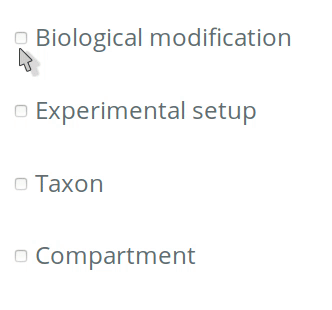 Biological modification
Experimental setup
Taxon
Compartment